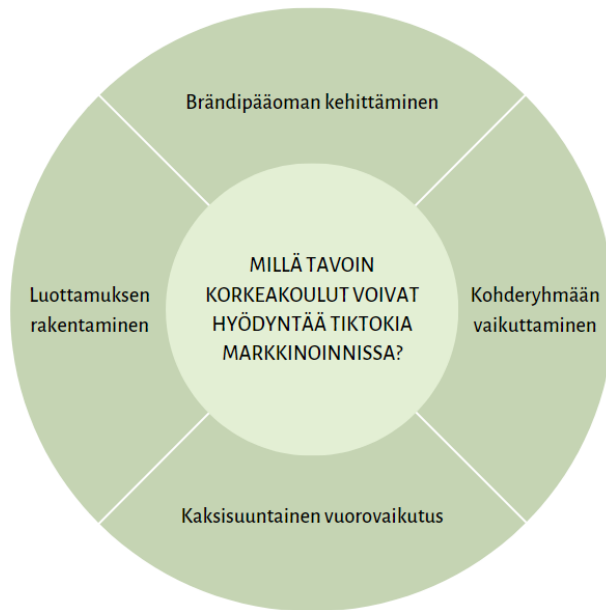 Brändipääoman kehittäminen
Luottamuksen
rakentaminen
MILLÄ TAVOIN
KORKEAKOULUT VOIVAT
HYÖDYNTÄÄ TIKTOKIA
MARKKINOINNISSA?
Kohderyhmään
vaikuttaminen
Kaksisuuntainen vuorovaikutus